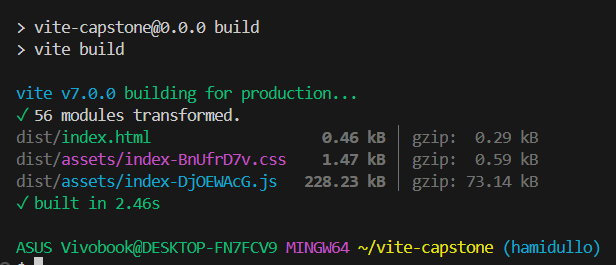 > vite-capstone@0.0.0 build
> vite build
vite v7.0.0 building for production...
✓ 56 modules transformed.
dist/index.html 0.46 kB │ gzip: 0.29 kB
dist/assets/index-BnUfrD7v.css 1.47 kB │ gzip: 0.59 kB
dist/assets/index-DjOEWAcG.js 228.23 kB │ gzip: 73.14 kB
✓ built in 2.46s
ASUS Vivobook@DESKTOP-FN7FCV9 MINGW64 ~/vite-capstone (hamidullo)